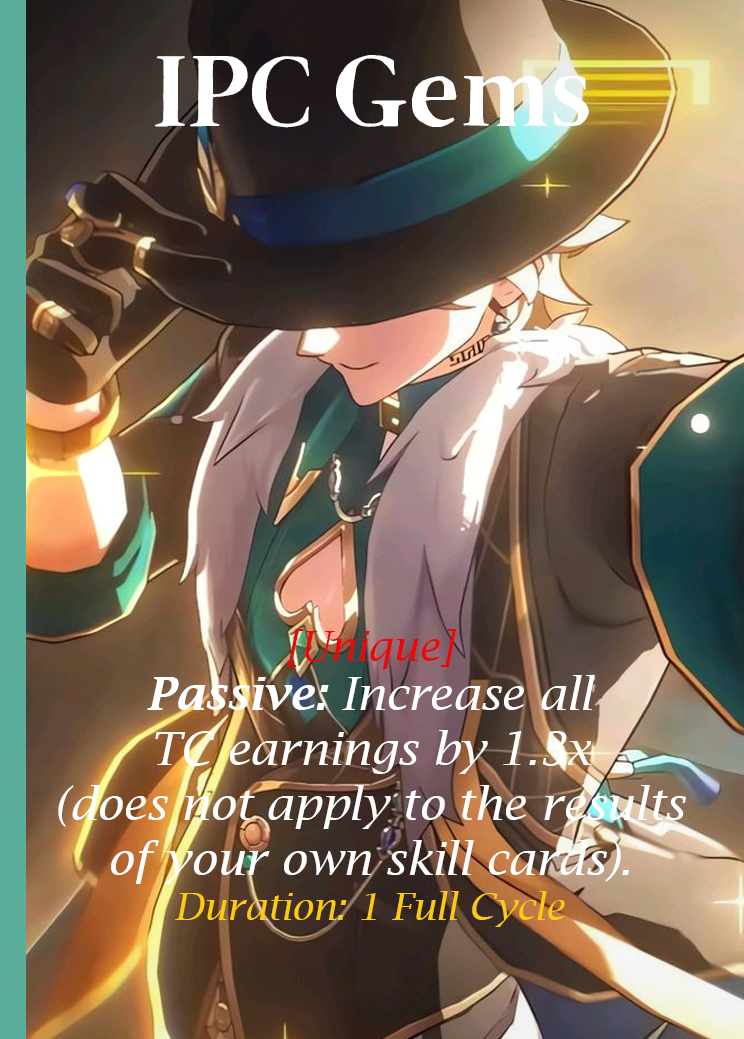 IPC Gems
[Unique]
Passive: Increase all
TC earnings by 1.3x
(does not apply to the results
of your own skill cards).
Duration: 1 Full Cycle